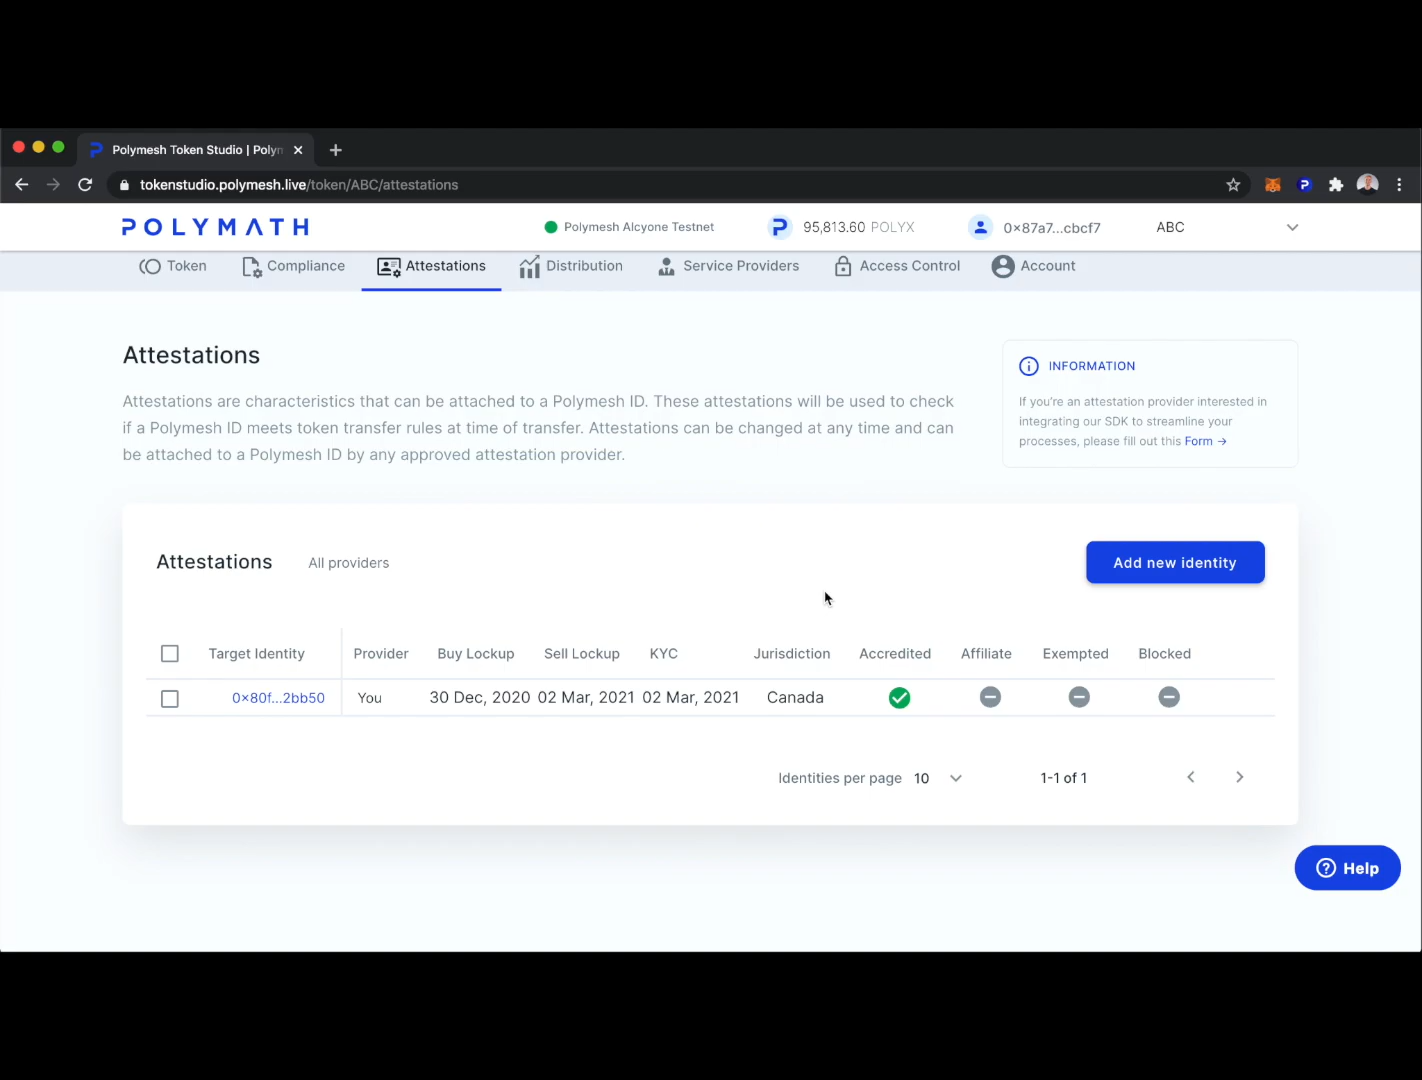 Polymesh Token Studio | Polyn
tokenstudio.polymesh.live/token/ABC/attestations
POLYMATH Polymesh Alcyone Testnet 95,813.60 POLYX 0x87a7...cbcf7 ABC
Token Compliance Attestations Distribution Service Providers Access Control Account
Attestations
Attestations are characteristics that can be attached to a Polymesh ID. These attestations will be used to check
if a Polymesh ID meets token transfer rules at time of transfer. Attestations can be changed at any time and can
be attached to a Polymesh ID by any approved attestation provider.
INFORMATION
If you're an attestation provider interested in
integrating our SDK to streamline your
processes, please fill out this Form →
Attestations All providers Add new identity
Target Identity Provider Buy Lockup Sell Lockup KYC Jurisdiction Accredited Affiliate Exempted Blocked
0x80f...2bb50 You 30 Dec, 2020 02 Mar, 2021 02 Mar, 2021 Canada
Identities per page 10 1-1 of 1
Help